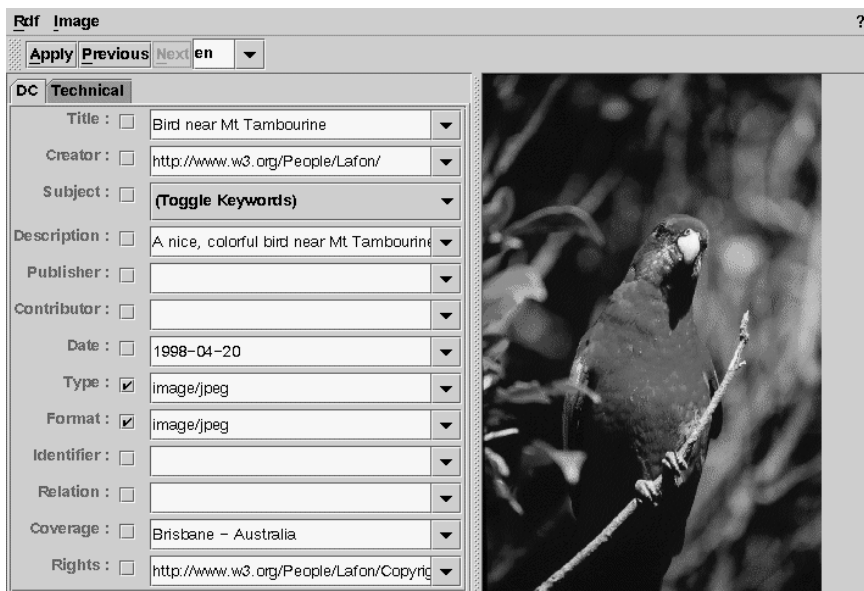 Rdf Image ?
Apply Previous Next en
DC Technical
Title : Bird near Mt Tambourine
Creator : http://www.w3.org/People/Lafon/
Subject : (Toggle Keywords)
Description : A nice, colorful bird near Mt Tambourine
Publisher :
Contributor :
Date : 1998-04-20
Type : image/jpeg
Format : image/jpeg
Identifier :
Relation :
Coverage : Brisbane - Australia
Rights : http://www.w3.org/People/Lafon/Copyrig